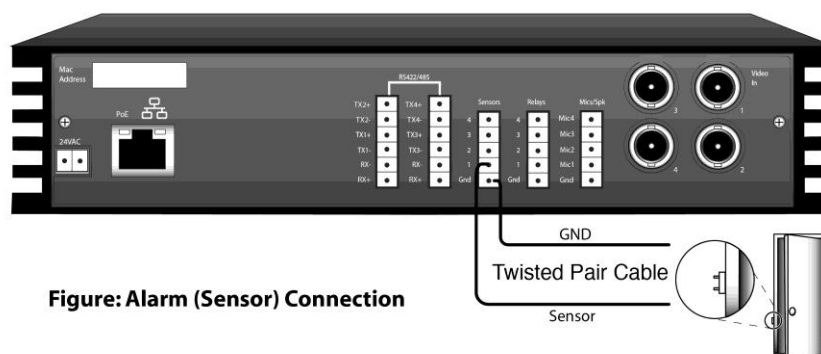 Mac
Address
PoE
24VAC
RS422/485
TX2+
TX2-
TX1+
TX1-
RX-
RX+
TX4+
TX4-
TX3+
TX3-
RX-
RX+
Sensors
4
3
2
1
Gnd
Relays
4
3
2
1
Gnd
Mics/Spk
Mic4
Mic3
Mic2
Mic1
Gnd
Video
In
3
1
4
2
GND
Twisted Pair Cable
Sensor
Figure: Alarm (Sensor) Connection